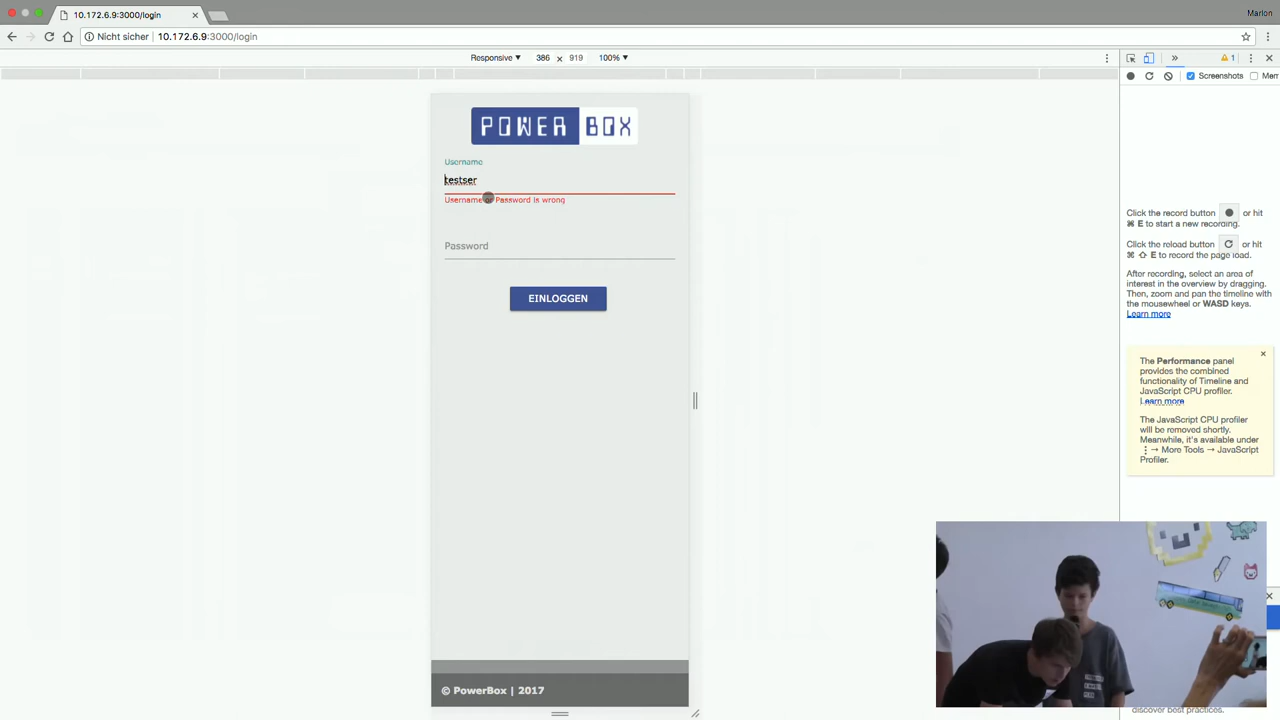 10.172.6.9:3000/login
Marlon
Nicht sicher
10.172.6.9:3000/login
Responsive
386 × 919
100%
1
Screenshots
Mem
POWER BOX
Username
testser
Username or Password is wrong
Password
EINLOGGEN
© PowerBox | 2017
Click the record button or hit
⌘ E to start a new recording.
Click the reload button or hit
⌘ ⇧ E to record the page load.
After recording, select an area of
interest in the overview by dragging.
Then, zoom and pan the timeline with
the mousewheel or WASD keys.
Learn more
The Performance panel
provides the combined
functionality of Timeline and
JavaScript CPU profiler.
Learn more
The JavaScript CPU profiler
will be removed shortly.
Meanwhile, it's available under
⋮ → More Tools → JavaScript
Profiler.
discover best practices.